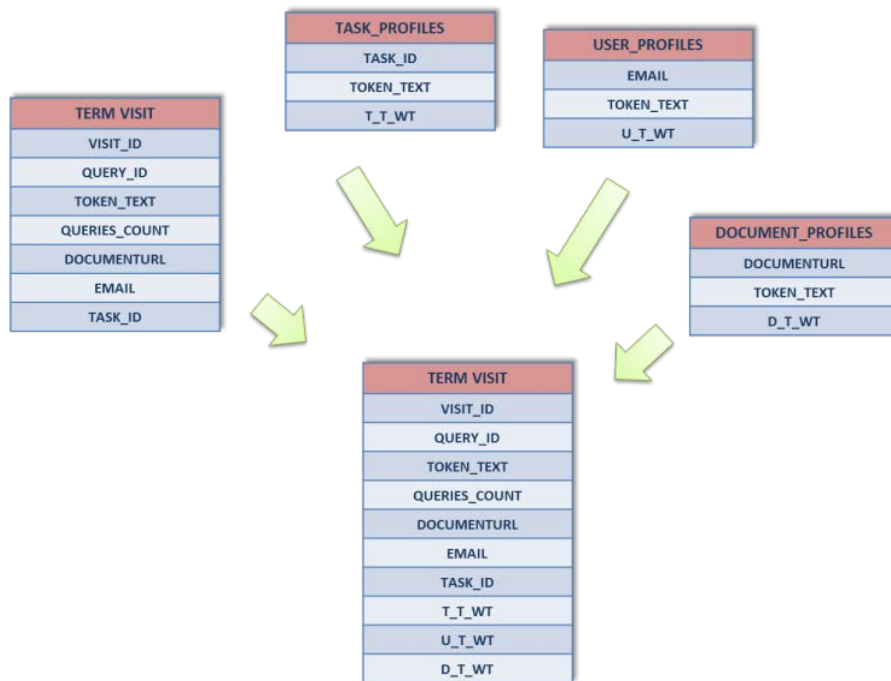 TASK_PROFILES
TASK_ID
TOKEN_TEXT
T_T_WT
USER_PROFILES
EMAIL
TOKEN_TEXT
U_T_WT
TERM VISIT
VISIT_ID
QUERY_ID
TOKEN_TEXT
QUERIES_COUNT
DOCUMENTURL
EMAIL
TASK_ID
DOCUMENT_PROFILES
DOCUMENTURL
TOKEN_TEXT
D_T_WT
TERM VISIT
VISIT_ID
QUERY_ID
TOKEN_TEXT
QUERIES_COUNT
DOCUMENTURL
EMAIL
TASK_ID
T_T_WT
U_T_WT
D_T_WT